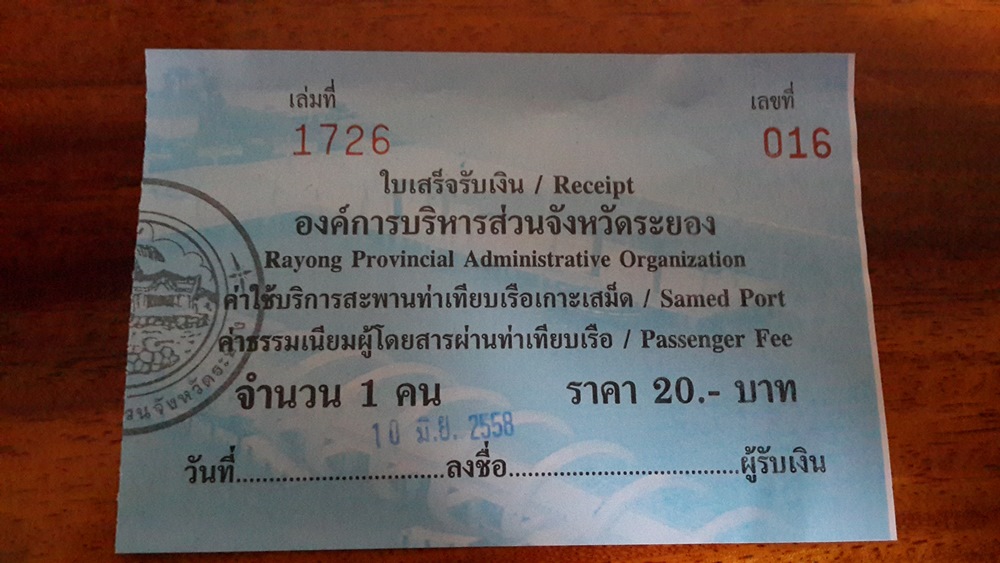 เล่มที่ เลขที่
1726 016
ใบเสร็จรับเงิน / Receipt
องค์การบริหารส่วนจังหวัดระยอง
Rayong Provincial Administrative Organization
ค่าใช้บริการสะพานท่าเทียบเรือเกาะเสม็ด / Samed Port
ค่าธรรมเนียมผู้โดยสารผ่านท่าเทียบเรือ / Passenger Fee
จำนวน 1 คน ราคา 20.- บาท
10 มิ.ย. 2558
วันที่...................................ลงชื่อ.......................................ผู้รับเงิน